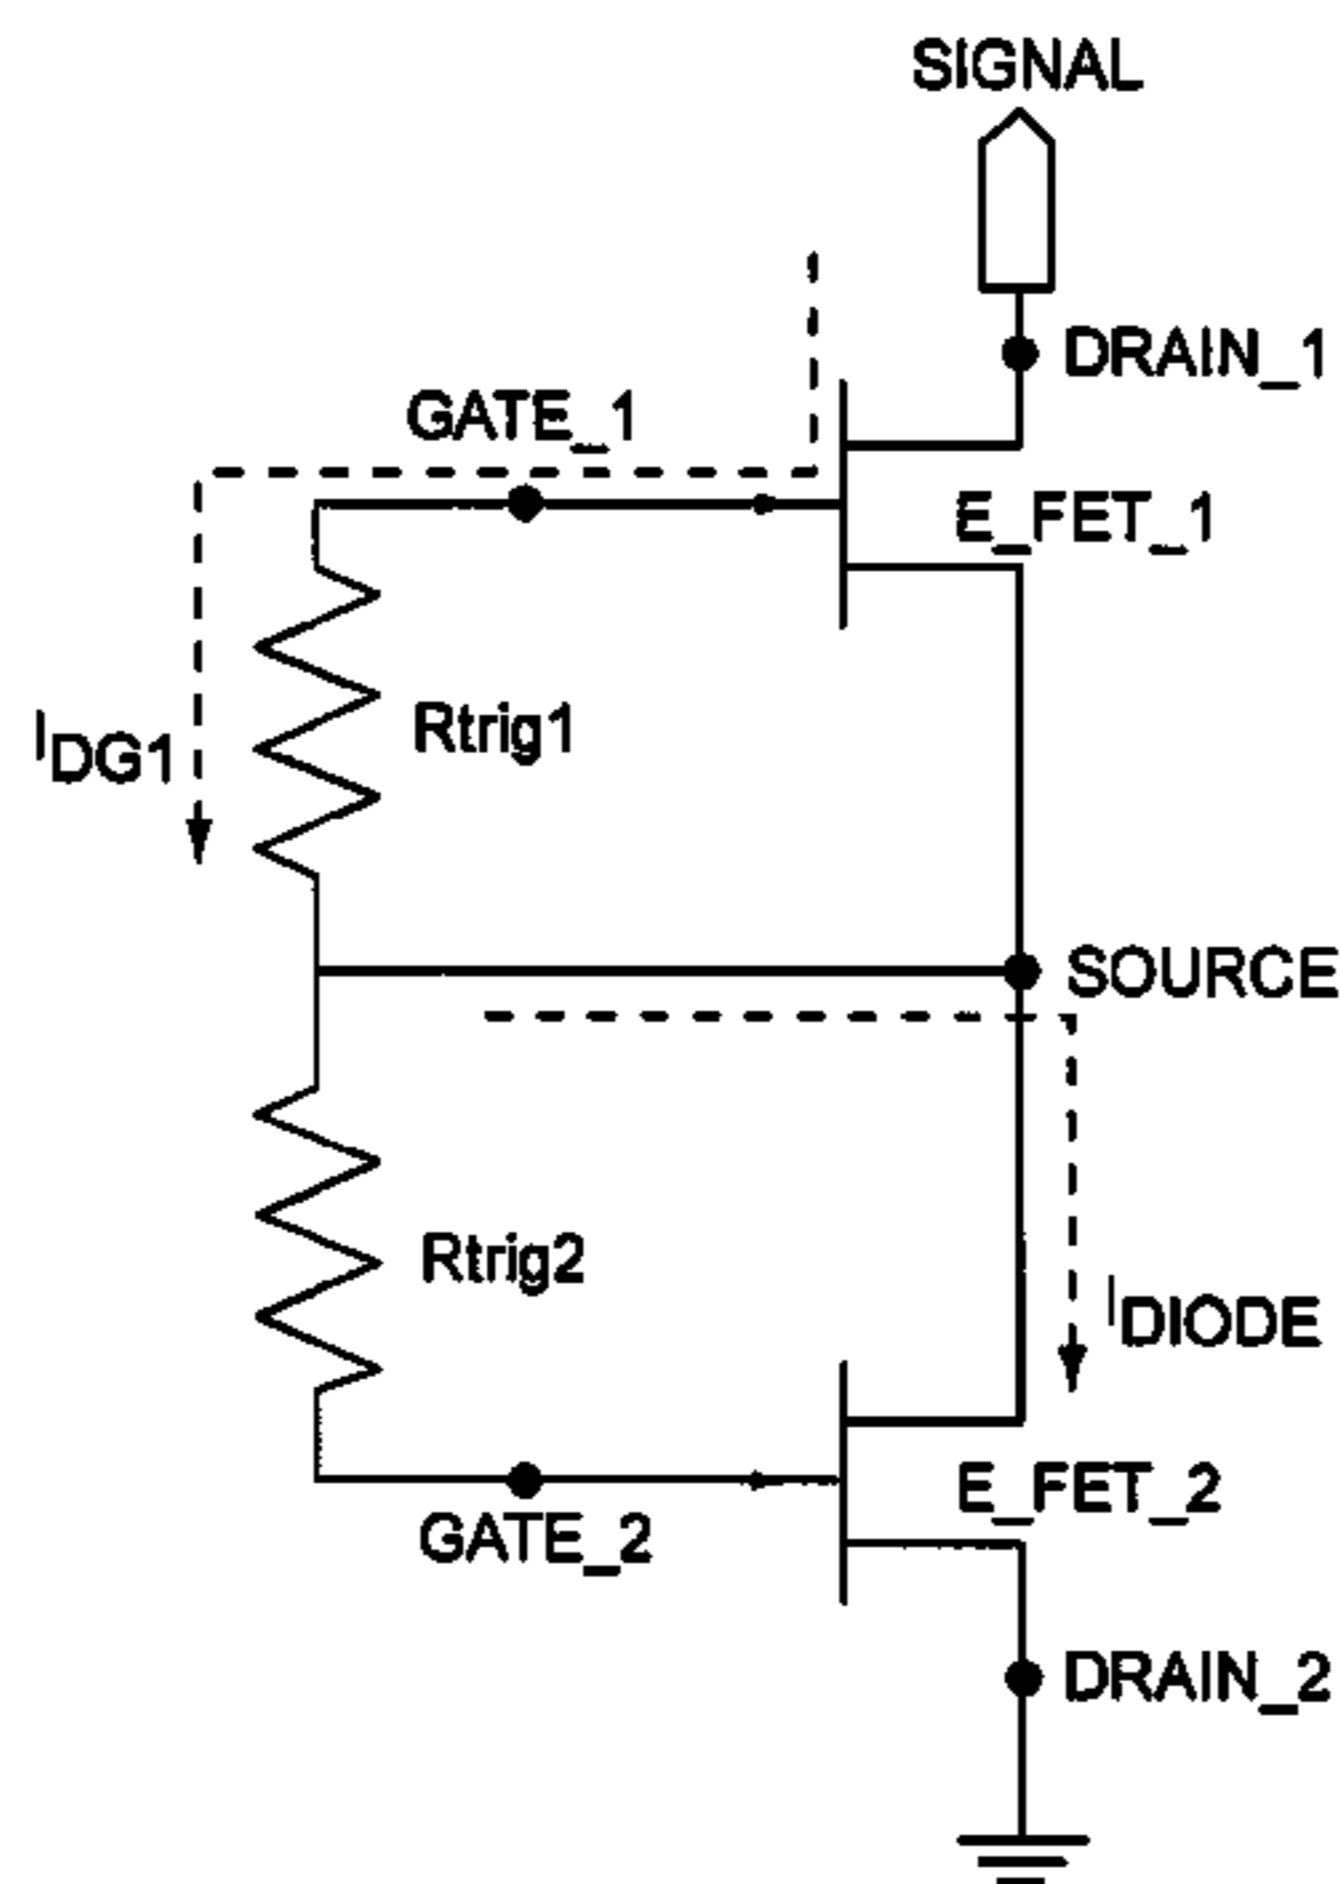 SIGNAL
DRAIN_1
GATE_1
E_FET_1
Rtrig1
IDG1
SOURCE
Rtrig2
IDIODE
E_FET_2
GATE_2
DRAIN_2